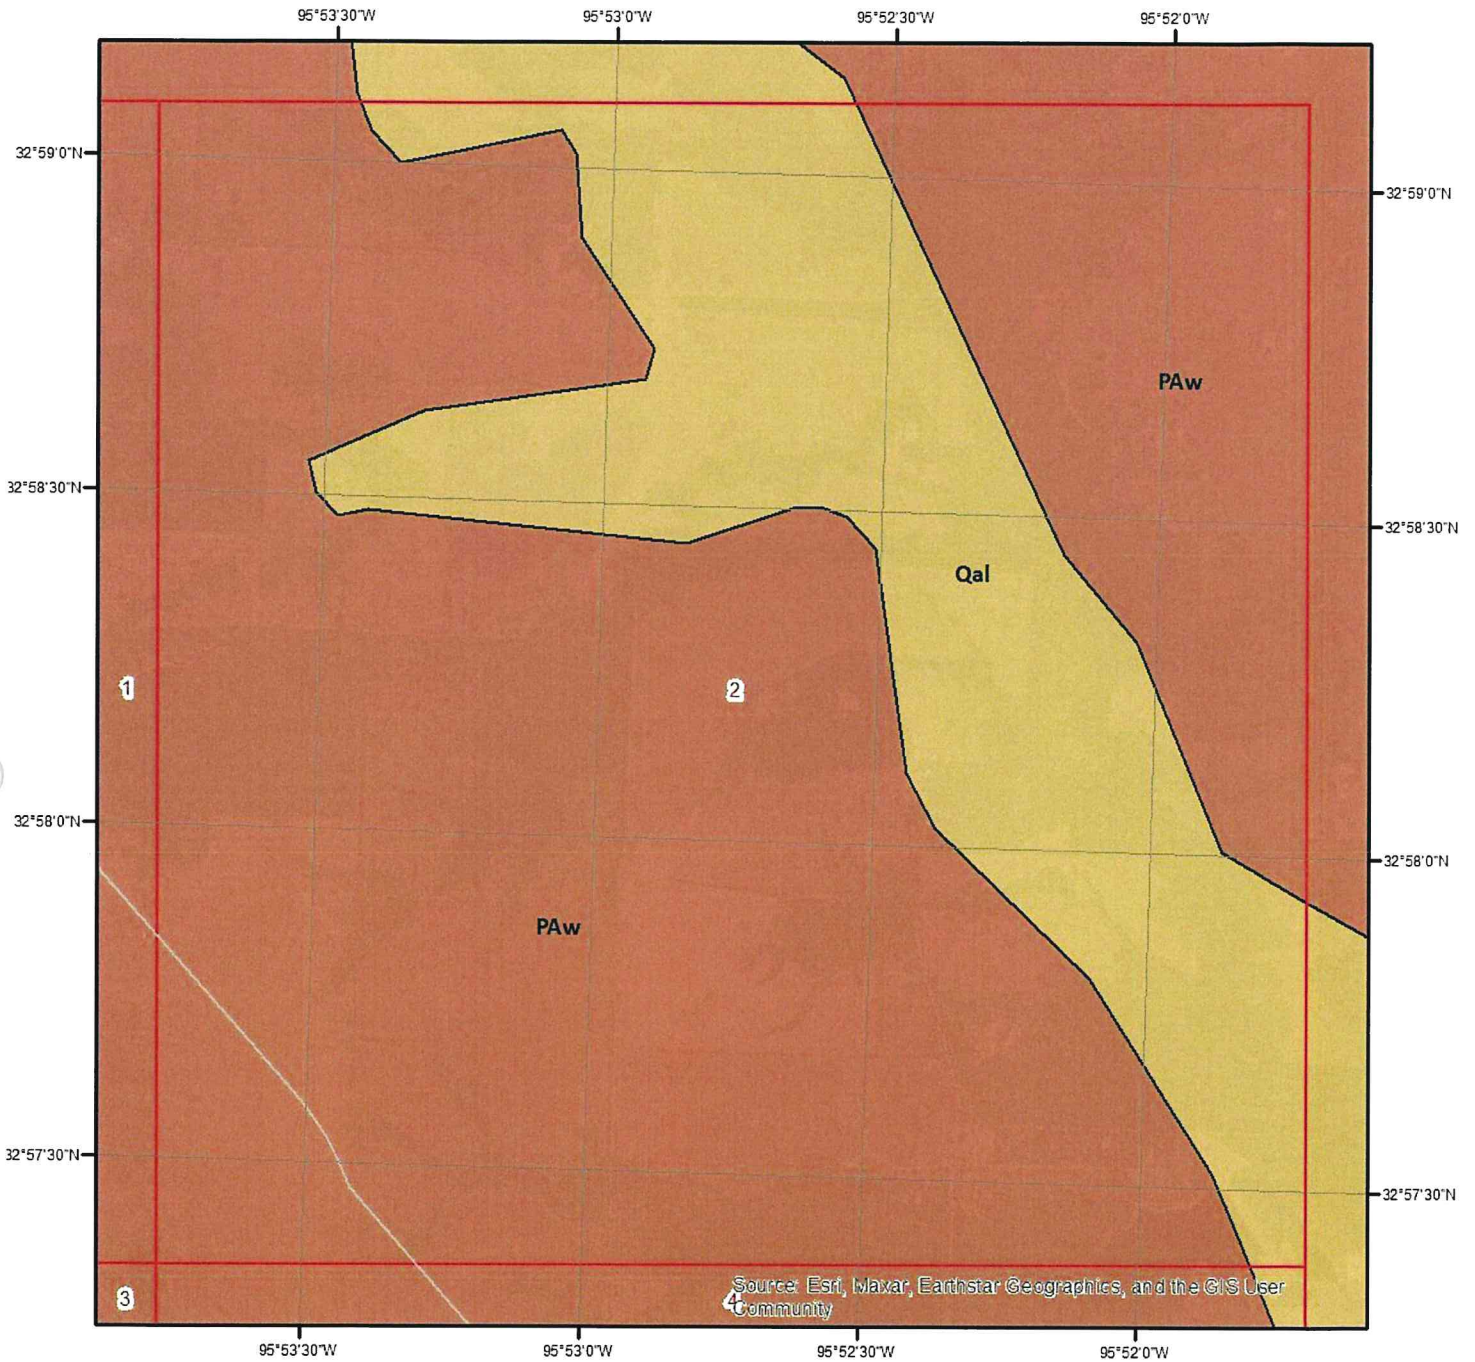 95°53'30"W 95°53'0"W 95°52'30"W 95°52'0"W
32°59'0"N
32°59'0"N
PAw
32°58'30"N
32°58'30"N
Qal
1
2
32°58'0"N
32°58'0"N
PAw
32°57'30"N
32°57'30"N
3
4
Source: Esri, Maxar, Earthstar Geographics, and the GIS User
Community
95°53'30"W 95°53'0"W 95°52'30"W 95°52'0"W